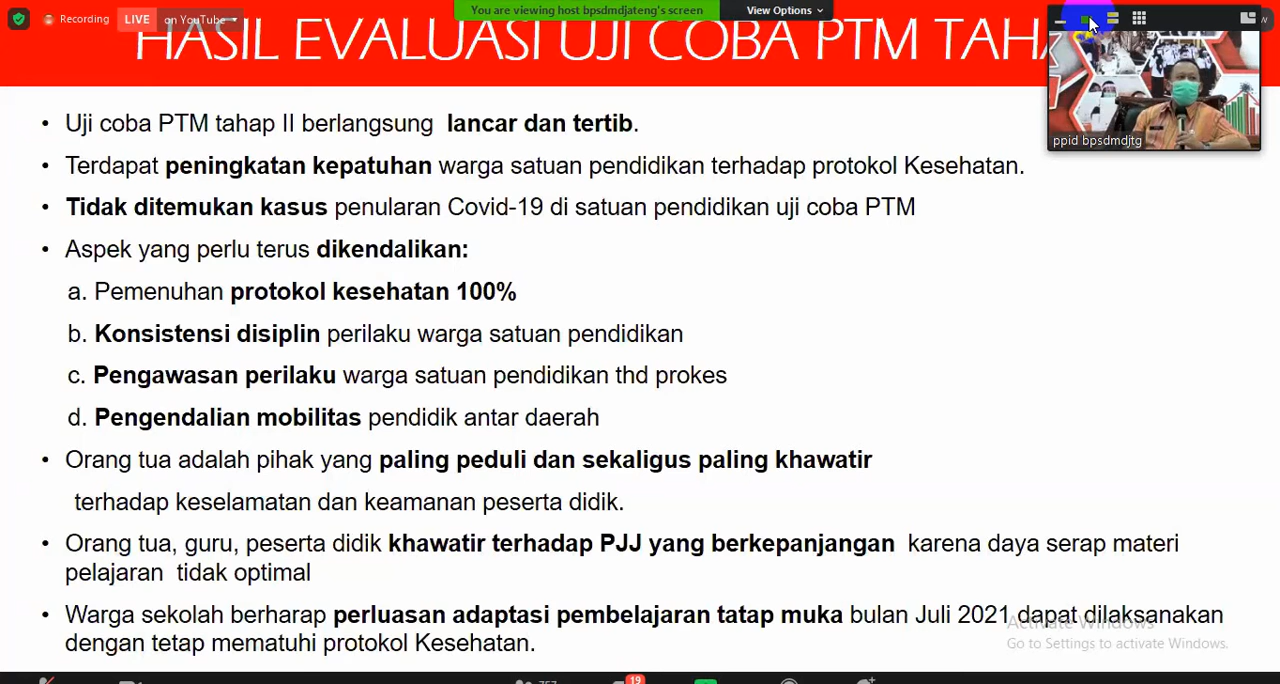 Recording
LIVE on YouTube
You are viewing host bpsdmdjateng's screen
View Options
HASIL EVALUASI UJI COBA PTM
ppid bpsdmdjtg
• Uji coba PTM tahap II berlangsung lancar dan tertib.
• Terdapat peningkatan kepatuhan warga satuan pendidikan terhadap protokol Kesehatan.
• Tidak ditemukan kasus penularan Covid-19 di satuan pendidikan uji coba PTM
• Aspek yang perlu terus dikendalikan:
a. Pemenuhan protokol kesehatan 100%
b. Konsistensi disiplin perilaku warga satuan pendidikan
c. Pengawasan perilaku warga satuan pendidikan thd prokes
d. Pengendalian mobilitas pendidik antar daerah
• Orang tua adalah pihak yang paling peduli dan sekaligus paling khawatir
terhadap keselamatan dan keamanan peserta didik.
• Orang tua, guru, peserta didik khawatir terhadap PJJ yang berkepanjangan karena daya serap materi
pelajaran tidak optimal
• Warga sekolah berharap perluasan adaptasi pembelajaran tatap muka bulan Juli 2021 dapat dilaksanakan
dengan tetap mematuhi protokol Kesehatan.
Activate Windows
Go to Settings to activate Windows.
19